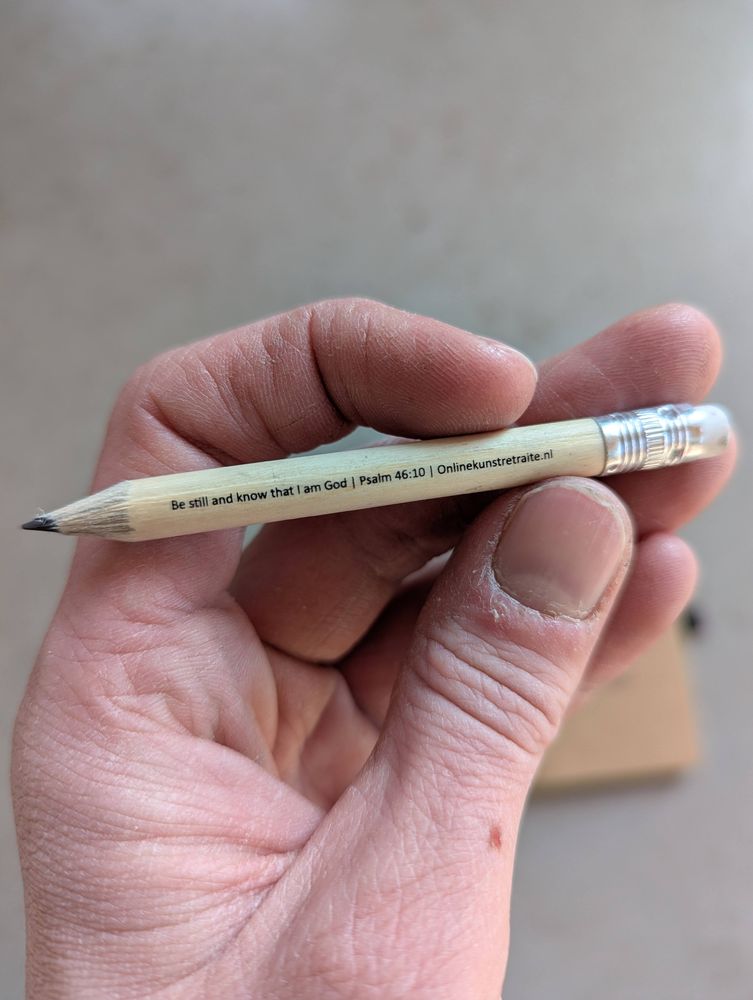 Be still and know that I am God | Psalm 46:10 | Onlinekunstretraite.nl